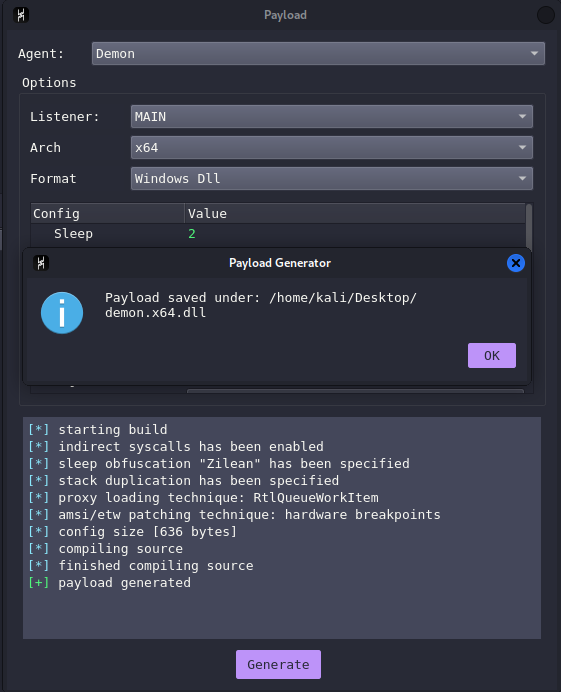 Payload
Agent: Demon
Options
Listener: MAIN
Arch x64
Format Windows Dll
Config Value
Sleep 2
Payload Generator
Payload saved under: /home/kali/Desktop/
demon.x64.dll
OK
[*] starting build
[*] indirect syscalls has been enabled
[*] sleep obfuscation "Zilean" has been specified
[*] stack duplication has been specified
[*] proxy loading technique: RtlQueueWorkItem
[*] amsi/etw patching technique: hardware breakpoints
[*] config size [636 bytes]
[*] compiling source
[*] finished compiling source
[+] payload generated
Generate